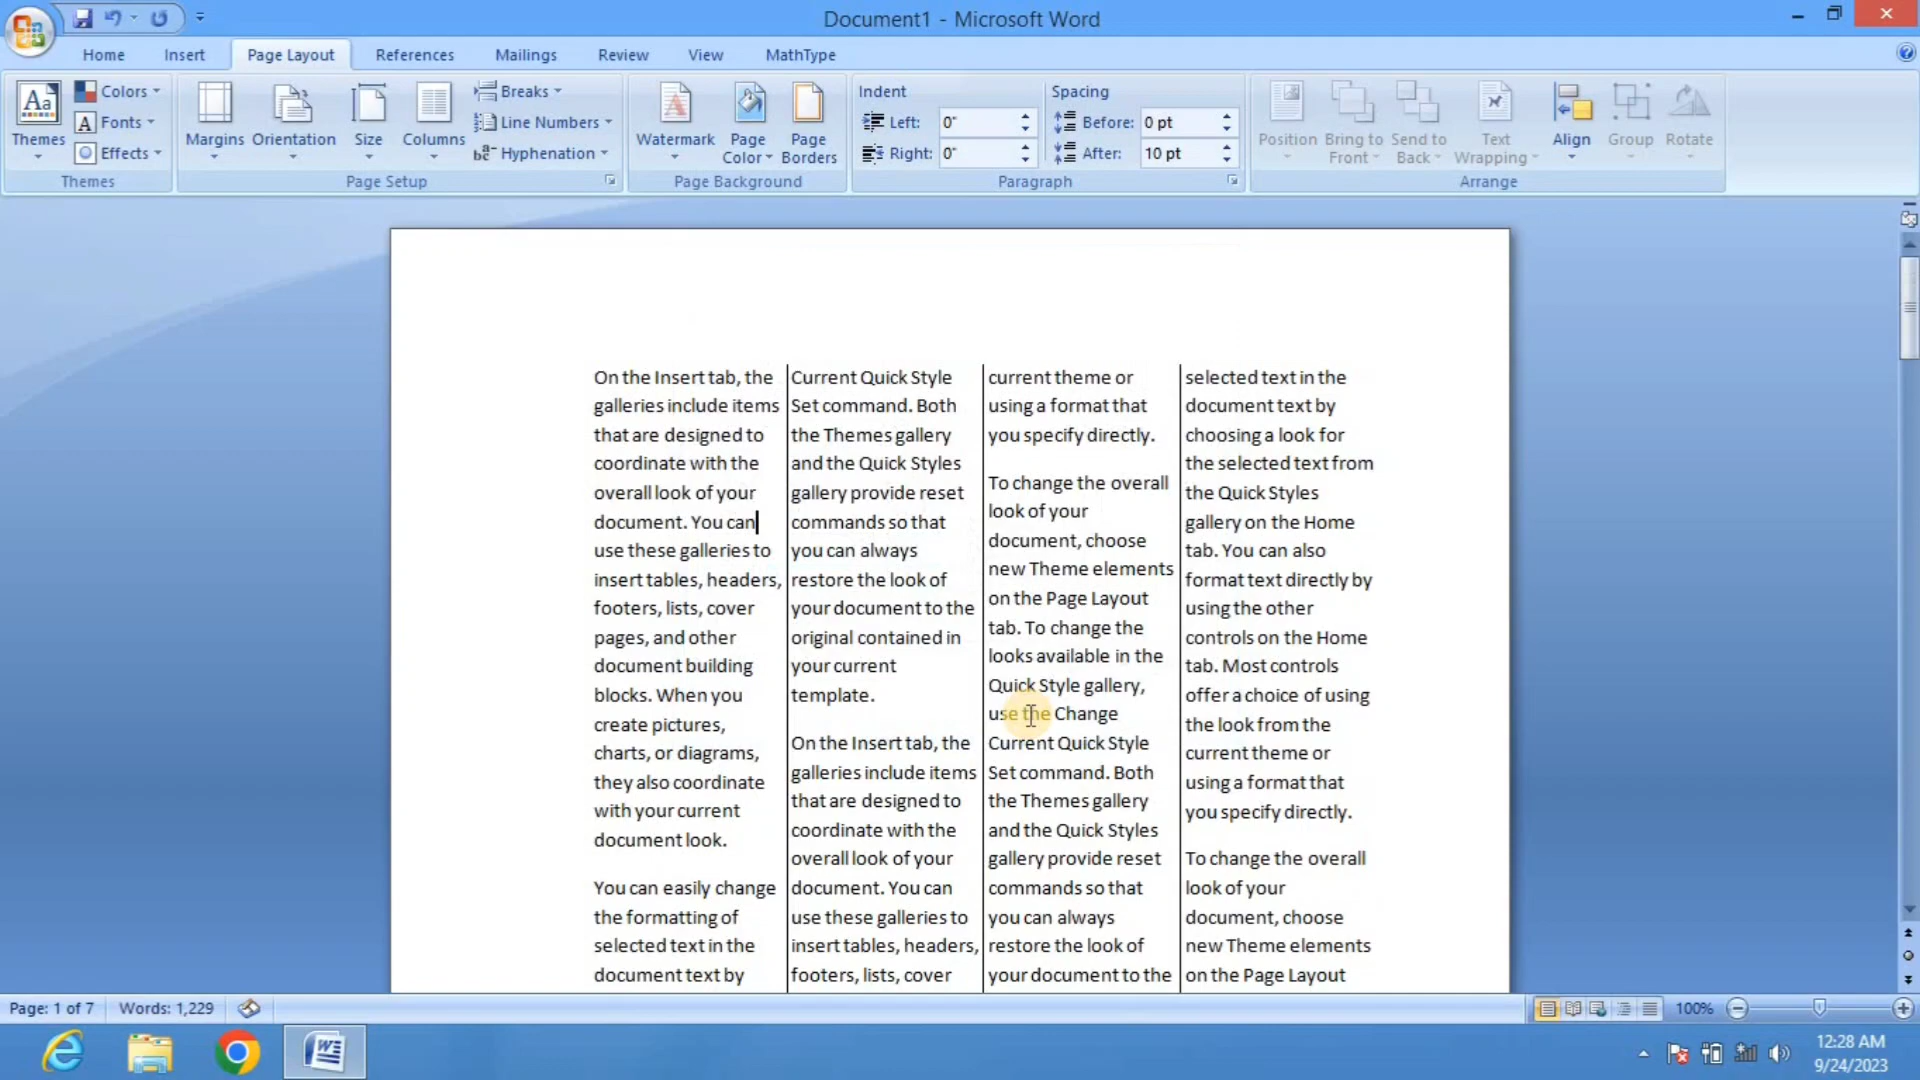 Document1 - Microsoft Word
Home Insert Page Layout References Mailings Review View MathType
Themes
Colors
Fonts
Effects
Themes
Margins
Orientation
Size
Columns
Breaks
Line Numbers
Hyphenation
Page Setup
Watermark
Page
Color
Page
Borders
Page Background
Indent
Left: 0"
Right: 0"
Spacing
Before: 0 pt
After: 10 pt
Paragraph
Position
Bring to
Front
Send to
Back
Text
Wrapping
Align
Group
Rotate
Arrange
On the Insert tab, the
galleries include items
that are designed to
coordinate with the
overall look of your
document. You can
use these galleries to
insert tables, headers,
footers, lists, cover
pages, and other
document building
blocks. When you
create pictures,
charts, or diagrams,
they also coordinate
with your current
document look.
You can easily change
the formatting of
selected text in the
document text by
Current Quick Style
Set command. Both
the Themes gallery
and the Quick Styles
gallery provide reset
commands so that
you can always
restore the look of
your document to the
original contained in
your current
template.
On the Insert tab, the
galleries include items
that are designed to
coordinate with the
overall look of your
document. You can
use these galleries to
insert tables, headers,
footers, lists, cover
current theme or
using a format that
you specify directly.
To change the overall
look of your
document, choose
new Theme elements
on the Page Layout
tab. To change the
looks available in the
Quick Style gallery,
use the Change
Current Quick Style
Set command. Both
the Themes gallery
and the Quick Styles
gallery provide reset
commands so that
you can always
restore the look of
your document to the
selected text in the
document text by
choosing a look for
the selected text from
the Quick Styles
gallery on the Home
tab. You can also
format text directly by
using the other
controls on the Home
tab. Most controls
offer a choice of using
the look from the
current theme or
using a format that
you specify directly.
To change the overall
look of your
document, choose
new Theme elements
on the Page Layout
Page: 1 of 7 Words: 1,229 100%
12:28 AM
9/24/2023